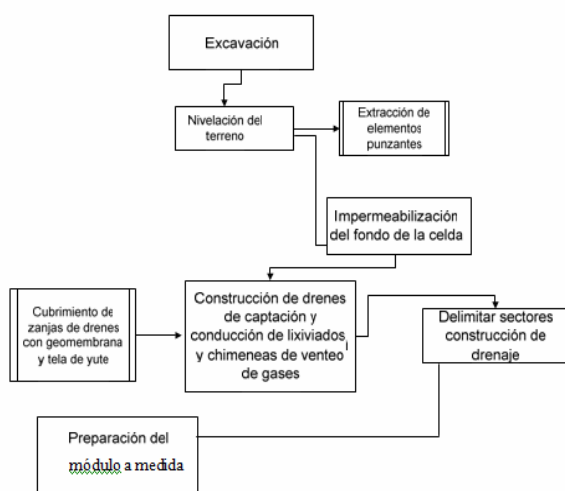 Excavación
Nivelación del
terreno
Extracción de
elementos
punzantes
Impermeabilización
del fondo de la celda
Cubrimiento de
zanjas de drenes
con geomembrana
y tela de yute
Construcción de drenes
de captación y
conducción de lixiviados
y chimeneas de venteo
de gases
Delimitar sectores
construcción de
drenaje
Preparación del
módulo a medida